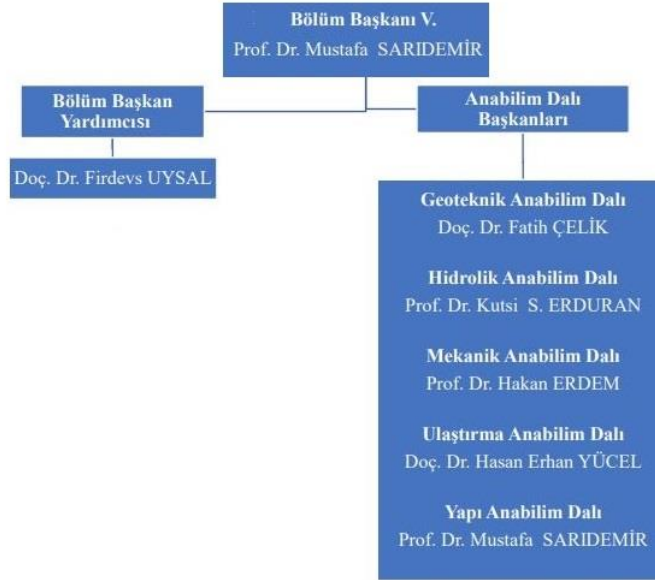 Bölüm Başkanı V.
Prof. Dr. Mustafa SARIDEMİR
Bölüm Başkan
Yardımcısı
Doç. Dr. Firdevs UYSAL
Anabilim Dalı
Başkanları
Geoteknik Anabilim Dalı
Doç. Dr. Fatih ÇELİK
Hidrolik Anabilim Dalı
Prof. Dr. Kutsi S. ERDURAN
Mekanik Anabilim Dalı
Prof. Dr. Hakan ERDEM
Ulaştırma Anabilim Dalı
Doç. Dr. Hasan Erhan YÜCEL
Yapı Anabilim Dalı
Prof. Dr. Mustafa SARIDEMİR